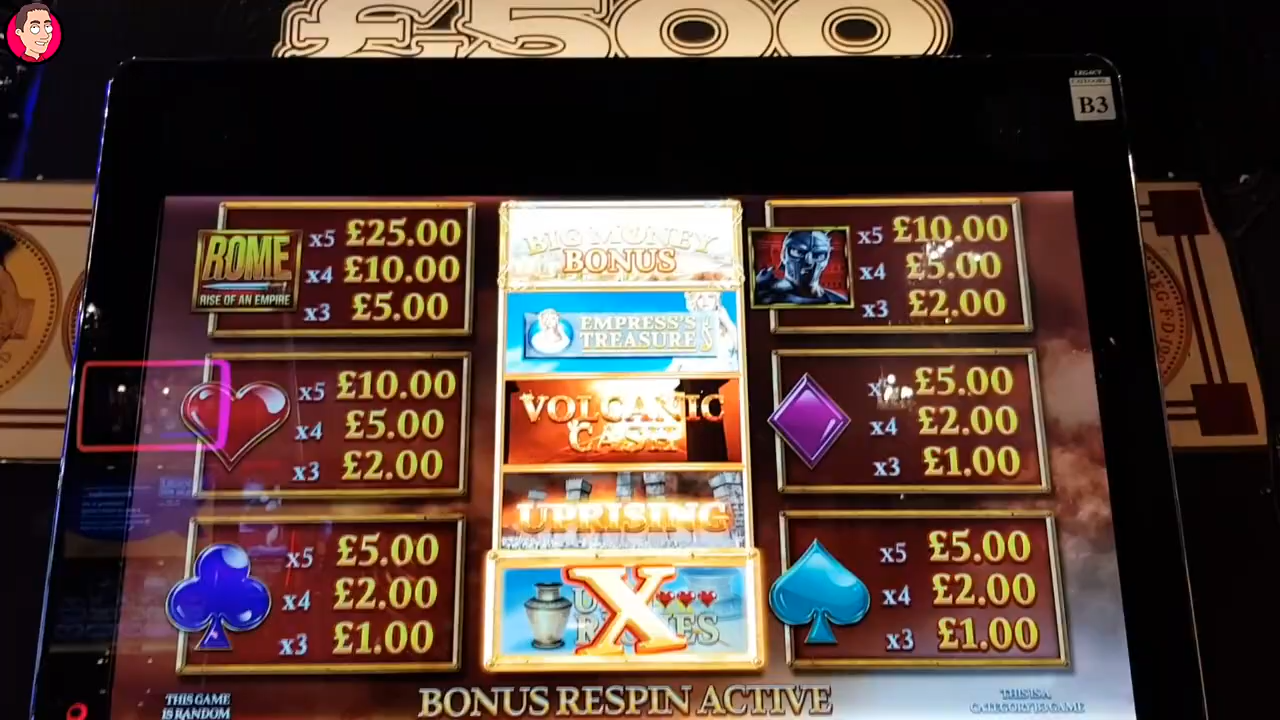 £500
LEGACY
CATEGORY
B3
ROME
RISE OF AN EMPIRE
x5 £25.00
x4 £10.00
x3 £5.00
BIG MONEY
BONUS
x5 £10.00
x4 £5.00
x3 £2.00
EMPRESS'S
TREASURE
x5 £10.00
x4 £5.00
x3 £2.00
VOLCANIC
CASH
£5.00
x4 £2.00
x3 £1.00
UPRISING
x5 £5.00
x4 £2.00
x3 £1.00
X
x5 £5.00
x4 £2.00
x3 £1.00
THIS GAME
IS RANDOM
BONUS RESPIN ACTIVE
THIS IS A
CATEGORY B3 GAME